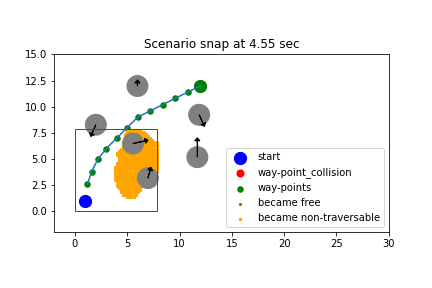 Scenario snap at 4.55 sec
15.0
12.5
10.0
7.5
5.0
2.5
0.0
0 5 10 15 20 25 30
start
way-point_collision
way-points
became free
became non-traversable